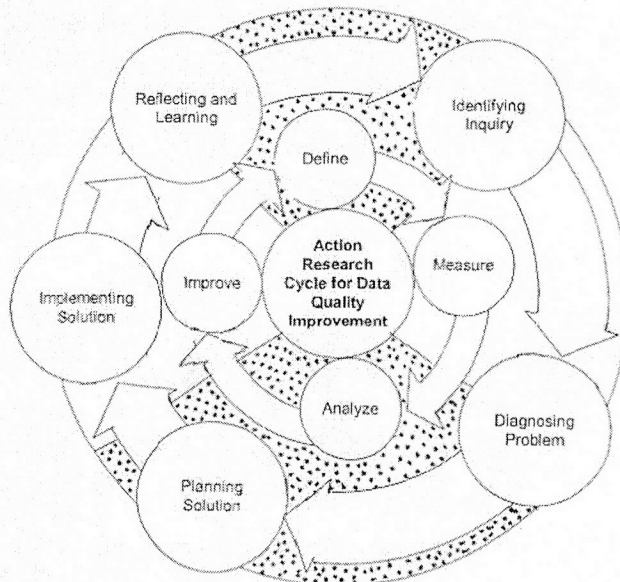 Reflecting and
Learning
Identifying
Inquiry
Define
Action
Research
Cycle for Data
Quality
Improvement
Measure
Improve
Implementing
Solution
Analyze
Diagnosing
Problem
Planning
Solution